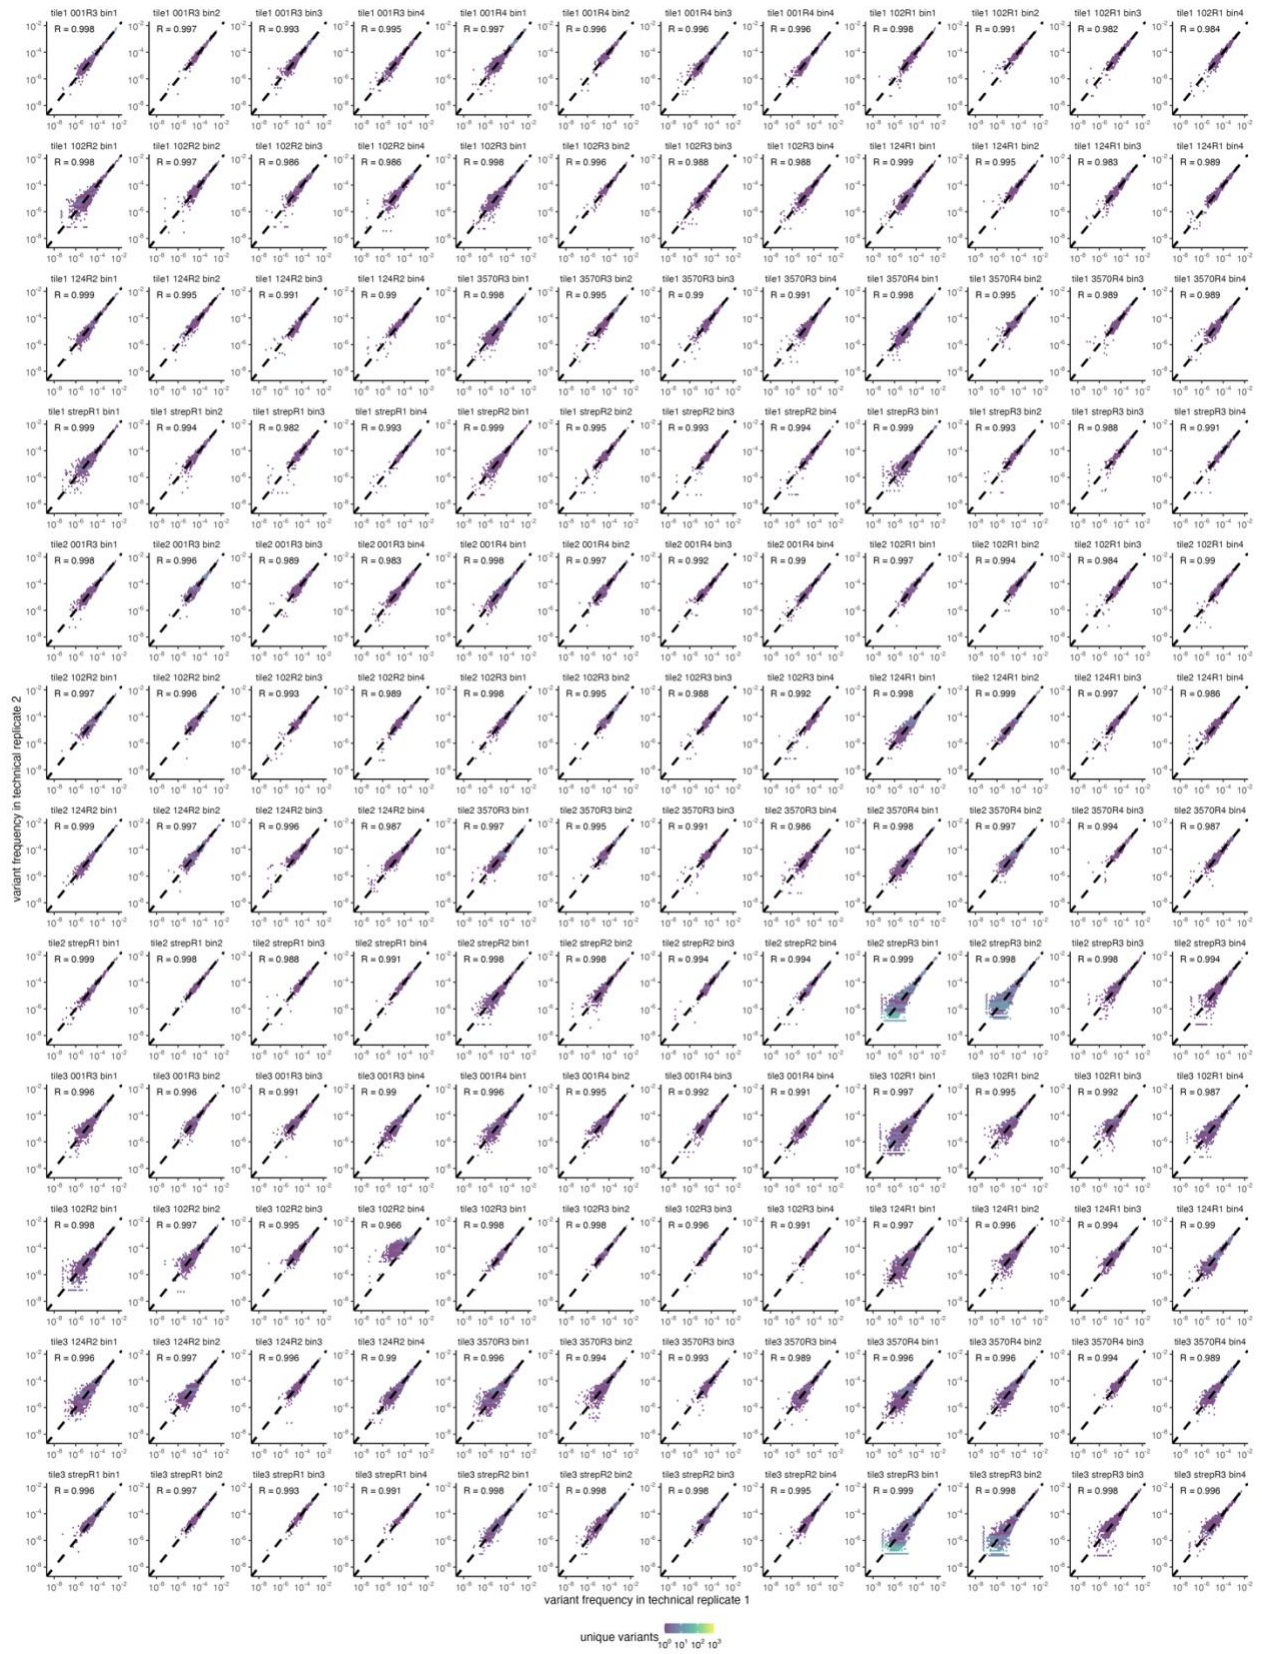 tile1 001R3 bin1 tile1 001R3 bin2 tile1 001R3 bin3 tile1 001R3 bin4 tile1 001R4 bin1 tile1 001R4 bin2 tile1 001R4 bin3 tile1 001R4 bin4 tile1 102R1 bin1 tile1 102R1 bin2 tile1 102R1 bin3 tile1 102R1 bin4
R = 0.998 R = 0.997 R = 0.993 R = 0.995 R = 0.997 R = 0.996 R = 0.996 R = 0.996 R = 0.998 R = 0.991 R = 0.982 R = 0.984
tile1 102R2 bin1 tile1 102R2 bin2 tile1 102R2 bin3 tile1 102R2 bin4 tile1 102R3 bin1 tile1 102R3 bin2 tile1 102R3 bin3 tile1 102R3 bin4 tile1 124R1 bin1 tile1 124R1 bin2 tile1 124R1 bin3 tile1 124R1 bin4
R = 0.998 R = 0.997 R = 0.986 R = 0.986 R = 0.998 R = 0.996 R = 0.988 R = 0.988 R = 0.999 R = 0.995 R = 0.983 R = 0.989
tile1 124R2 bin1 tile1 124R2 bin2 tile1 124R2 bin3 tile1 124R2 bin4 tile1 3570R3 bin1 tile1 3570R3 bin2 tile1 3570R3 bin3 tile1 3570R3 bin4 tile1 3570R4 bin1 tile1 3570R4 bin2 tile1 3570R4 bin3 tile1 3570R4 bin4
R = 0.999 R = 0.995 R = 0.991 R = 0.99 R = 0.998 R = 0.995 R = 0.99 R = 0.991 R = 0.998 R = 0.995 R = 0.989 R = 0.989
tile1 strepR1 bin1 tile1 strepR1 bin2 tile1 strepR1 bin3 tile1 strepR1 bin4 tile1 strepR2 bin1 tile1 strepR2 bin2 tile1 strepR2 bin3 tile1 strepR2 bin4 tile1 strepR3 bin1 tile1 strepR3 bin2 tile1 strepR3 bin3 tile1 strepR3 bin4
R = 0.999 R = 0.994 R = 0.982 R = 0.993 R = 0.999 R = 0.995 R = 0.993 R = 0.994 R = 0.999 R = 0.993 R = 0.988 R = 0.991
tile2 001R3 bin1 tile2 001R3 bin2 tile2 001R3 bin3 tile2 001R3 bin4 tile2 001R4 bin1 tile2 001R4 bin2 tile2 001R4 bin3 tile2 001R4 bin4 tile2 102R1 bin1 tile2 102R1 bin2 tile2 102R1 bin3 tile2 102R1 bin4
R = 0.998 R = 0.996 R = 0.989 R = 0.983 R = 0.998 R = 0.997 R = 0.992 R = 0.99 R = 0.997 R = 0.994 R = 0.984 R = 0.99
tile2 102R2 bin1 tile2 102R2 bin2 tile2 102R2 bin3 tile2 102R2 bin4 tile2 102R3 bin1 tile2 102R3 bin2 tile2 102R3 bin3 tile2 102R3 bin4 tile2 124R1 bin1 tile2 124R1 bin2 tile2 124R1 bin3 tile2 124R1 bin4
R = 0.997 R = 0.996 R = 0.993 R = 0.989 R = 0.998 R = 0.995 R = 0.988 R = 0.992 R = 0.998 R = 0.999 R = 0.997 R = 0.986
variant frequency in technical replicate 2
tile2 124R2 bin1 tile2 124R2 bin2 tile2 124R2 bin3 tile2 124R2 bin4 tile2 3570R3 bin1 tile2 3570R3 bin2 tile2 3570R3 bin3 tile2 3570R3 bin4 tile2 3570R4 bin1 tile2 3570R4 bin2 tile2 3570R4 bin3 tile2 3570R4 bin4
R = 0.999 R = 0.997 R = 0.996 R = 0.987 R = 0.997 R = 0.995 R = 0.991 R = 0.986 R = 0.998 R = 0.997 R = 0.994 R = 0.987
tile2 strepR1 bin1 tile2 strepR1 bin2 tile2 strepR1 bin3 tile2 strepR1 bin4 tile2 strepR2 bin1 tile2 strepR2 bin2 tile2 strepR2 bin3 tile2 strepR2 bin4 tile2 strepR3 bin1 tile2 strepR3 bin2 tile2 strepR3 bin3 tile2 strepR3 bin4
R = 0.999 R = 0.998 R = 0.988 R = 0.991 R = 0.998 R = 0.998 R = 0.994 R = 0.994 R = 0.999 R = 0.998 R = 0.998 R = 0.994
tile3 001R3 bin1 tile3 001R3 bin2 tile3 001R3 bin3 tile3 001R3 bin4 tile3 001R4 bin1 tile3 001R4 bin2 tile3 001R4 bin3 tile3 001R4 bin4 tile3 102R1 bin1 tile3 102R1 bin2 tile3 102R1 bin3 tile3 102R1 bin4
R = 0.996 R = 0.996 R = 0.991 R = 0.99 R = 0.996 R = 0.995 R = 0.992 R = 0.991 R = 0.997 R = 0.995 R = 0.992 R = 0.987
tile3 102R2 bin1 tile3 102R2 bin2 tile3 102R2 bin3 tile3 102R2 bin4 tile3 102R3 bin1 tile3 102R3 bin2 tile3 102R3 bin3 tile3 102R3 bin4 tile3 124R1 bin1 tile3 124R1 bin2 tile3 124R1 bin3 tile3 124R1 bin4
R = 0.998 R = 0.997 R = 0.995 R = 0.966 R = 0.998 R = 0.998 R = 0.996 R = 0.991 R = 0.997 R = 0.996 R = 0.994 R = 0.99
tile3 124R2 bin1 tile3 124R2 bin2 tile3 124R2 bin3 tile3 124R2 bin4 tile3 3570R3 bin1 tile3 3570R3 bin2 tile3 3570R3 bin3 tile3 3570R3 bin4 tile3 3570R4 bin1 tile3 3570R4 bin2 tile3 3570R4 bin3 tile3 3570R4 bin4
R = 0.996 R = 0.997 R = 0.996 R = 0.99 R = 0.996 R = 0.994 R = 0.993 R = 0.989 R = 0.996 R = 0.996 R = 0.994 R = 0.989
tile3 strepR1 bin1 tile3 strepR1 bin2 tile3 strepR1 bin3 tile3 strepR1 bin4 tile3 strepR2 bin1 tile3 strepR2 bin2 tile3 strepR2 bin3 tile3 strepR2 bin4 tile3 strepR3 bin1 tile3 strepR3 bin2 tile3 strepR3 bin3 tile3 strepR3 bin4
R = 0.996 R = 0.997 R = 0.993 R = 0.991 R = 0.998 R = 0.998 R = 0.998 R = 0.995 R = 0.999 R = 0.998 R = 0.998 R = 0.996
10⁻²
10⁻⁴
10⁻⁶
10⁻⁸
10⁻⁸ 10⁻⁶ 10⁻⁴ 10⁻²
variant frequency in technical replicate 1
unique variants
10⁰ 10¹ 10² 10³